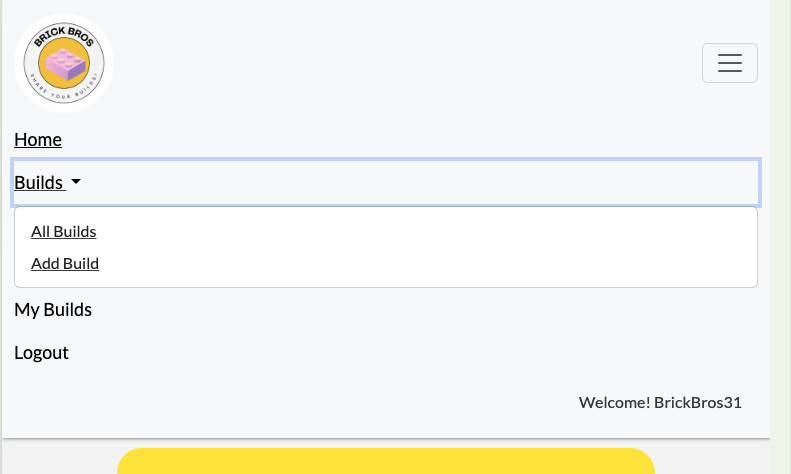 BRICK BROS
SHARE YOUR BUILDS!
Home
Builds
All Builds
Add Build
My Builds
Logout
Welcome! BrickBros31